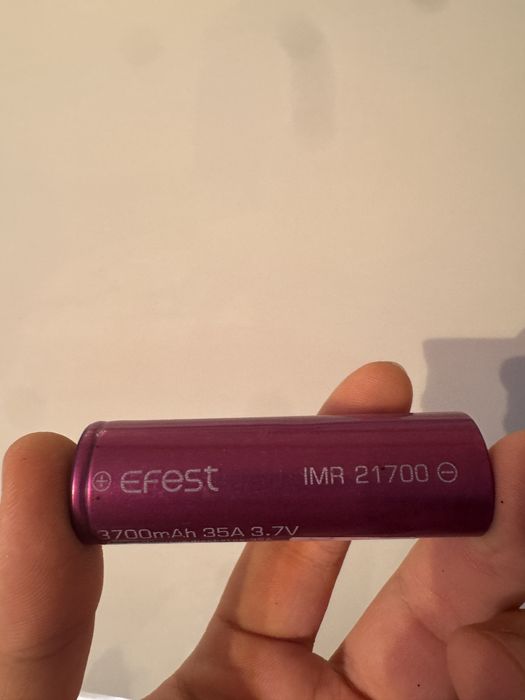 ⊕ EFEST IMR 21700 ⊖
3700mAh 35A 3.7V